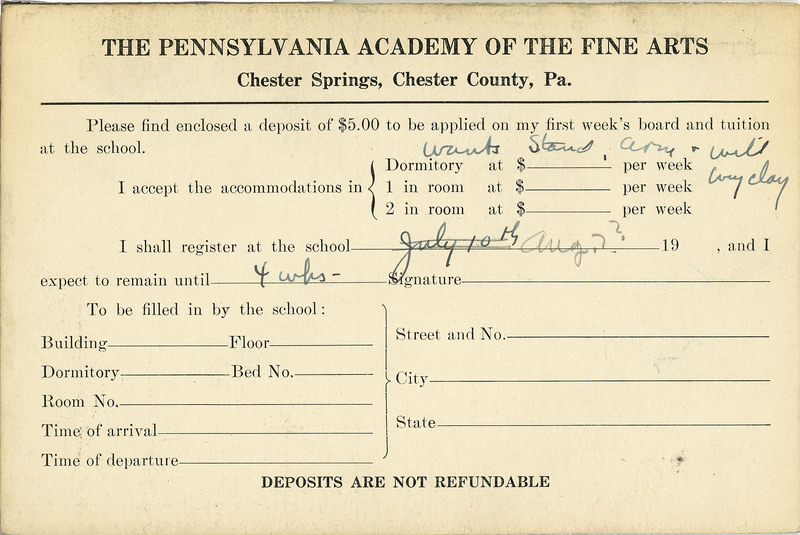 THE PENNSYLVANIA ACADEMY OF THE FINE ARTS
Chester Springs, Chester County, Pa.
Please find enclosed a deposit of $5.00 to be applied on my first week's board and tuition
at the school.
wants Stand, arm + will
buy clay
Dormitory at $ per week
I accept the accommodations in 1 in room at $ per week
2 in room at $ per week
I shall register at the school July 10th Aug. 7? 19 , and I
expect to remain until 4 wks - Signature
To be filled in by the school:
Building Floor
Dormitory Bed No.
Room No.
Time of arrival
Time of departure
Street and No.
City
State
DEPOSITS ARE NOT REFUNDABLE